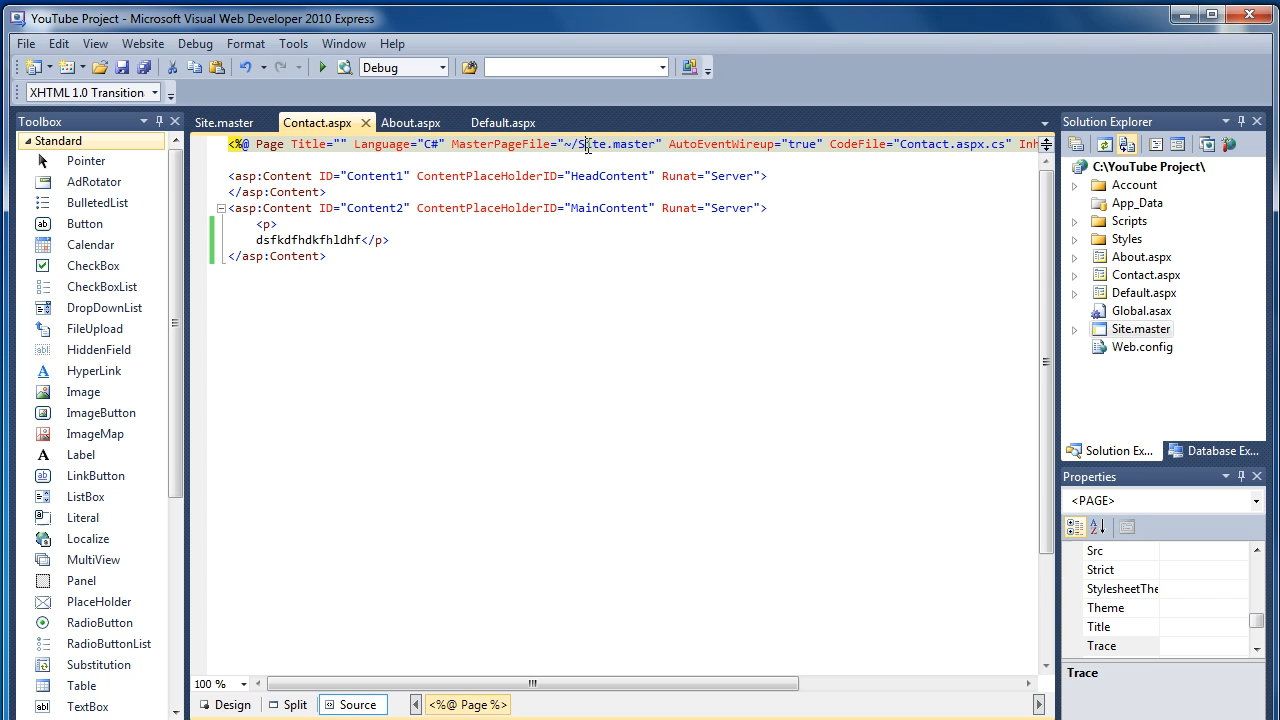 YouTube Project - Microsoft Visual Web Developer 2010 Express
File Edit View Website Debug Format Tools Window Help
Debug
XHTML 1.0 Transition
Toolbox
Standard
Pointer
AdRotator
BulletedList
Button
Calendar
CheckBox
CheckBoxList
DropDownList
FileUpload
HiddenField
HyperLink
Image
ImageButton
ImageMap
Label
LinkButton
ListBox
Literal
Localize
MultiView
Panel
PlaceHolder
RadioButton
RadioButtonList
Substitution
Table
TextBox
Site.master Contact.aspx About.aspx Default.aspx
<%@ Page Title="" Language="C#" MasterPageFile="~/Site.master" AutoEventWireup="true" CodeFile="Contact.aspx.cs" Inh
<asp:Content ID="Content1" ContentPlaceHolderID="HeadContent" Runat="Server">
</asp:Content>
<asp:Content ID="Content2" ContentPlaceHolderID="MainContent" Runat="Server">
<p>
dsfkdfhdkfhldhf</p>
</asp:Content>
100 %
Design Split Source <%@ Page %>
Solution Explorer
C:\YouTube Project\
Account
App_Data
Scripts
Styles
About.aspx
Contact.aspx
Default.aspx
Global.asax
Site.master
Web.config
Solution Ex... Database Ex...
Properties
<PAGE>
Src
Strict
StylesheetThe
Theme
Title
Trace
Trace